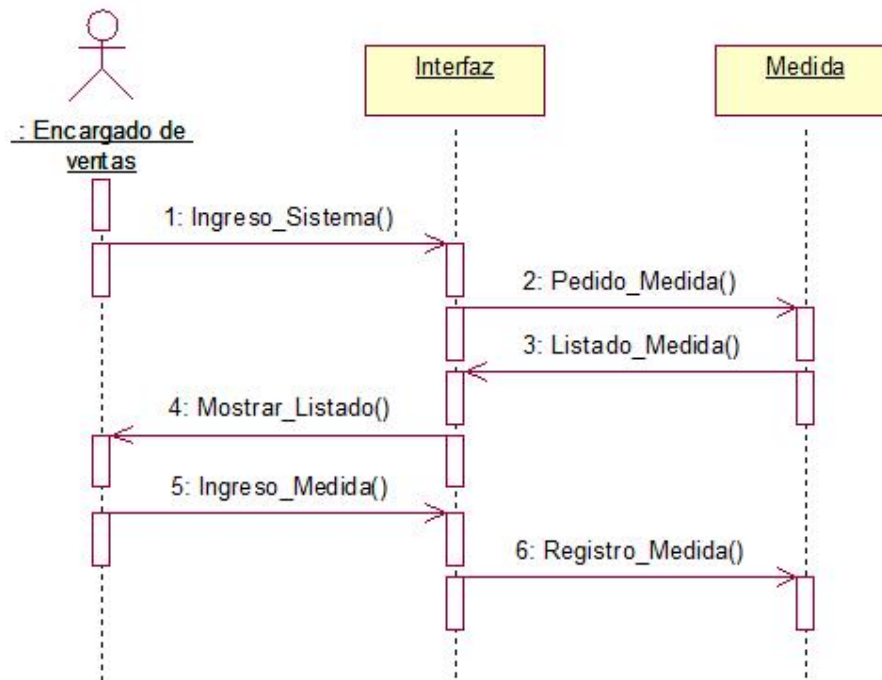 Interfaz
Medida
: Encargado de
ventas
1: Ingreso_Sistema()
2: Pedido_Medida()
3: Listado_Medida()
4: Mostrar_Listado()
5: Ingreso_Medida()
6: Registro_Medida()